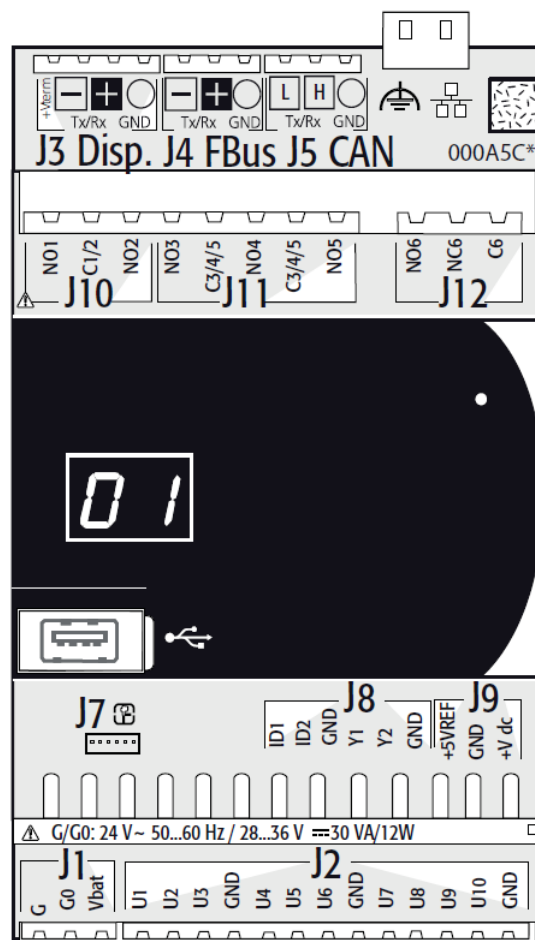 +Vterm − + L H
− +
Tx/Rx GND Tx/Rx GND Tx/Rx GND
J3 Disp. J4 FBus J5 CAN 000A5C*
NO1 C1/2 NO2 NO3 C3/4/5 NO4 C3/4/5 NO5 NO6 NC6 C6
J10 J11 J12
01
J7 J8 J9
ID1 ID2 GND Y1 Y2 GND +5VREF GND +V dc
G/G0: 24 V~ 50...60 Hz / 28...36 V ⎓30 VA/12W
J1 J2
G G0 Vbat U1 U2 U3 GND U4 U5 U6 GND U7 U8 U9 U10 GND